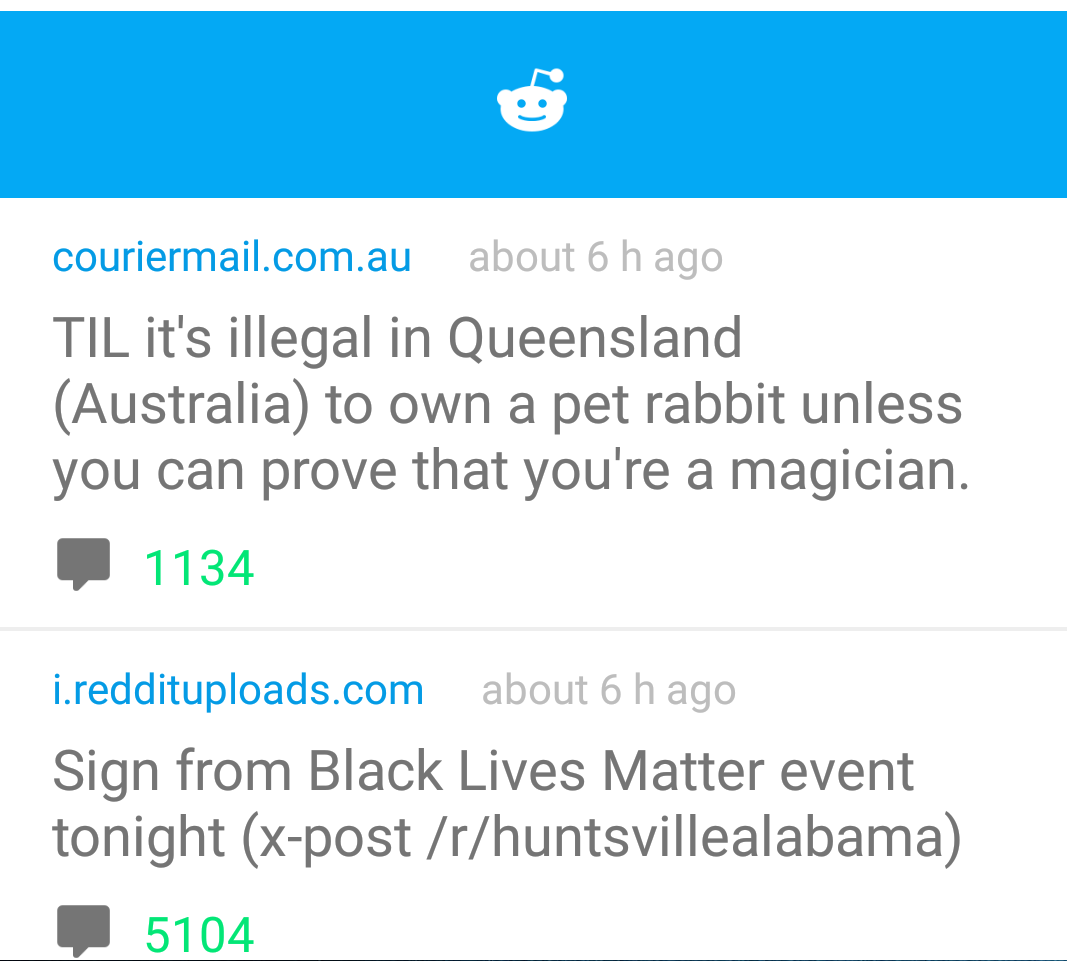 couriermail.com.au about 6 h ago
TIL it's illegal in Queensland
(Australia) to own a pet rabbit unless
you can prove that you're a magician.
1134
i.reddituploads.com about 6 h ago
Sign from Black Lives Matter event
tonight (x-post /r/huntsvillealabama)
5104